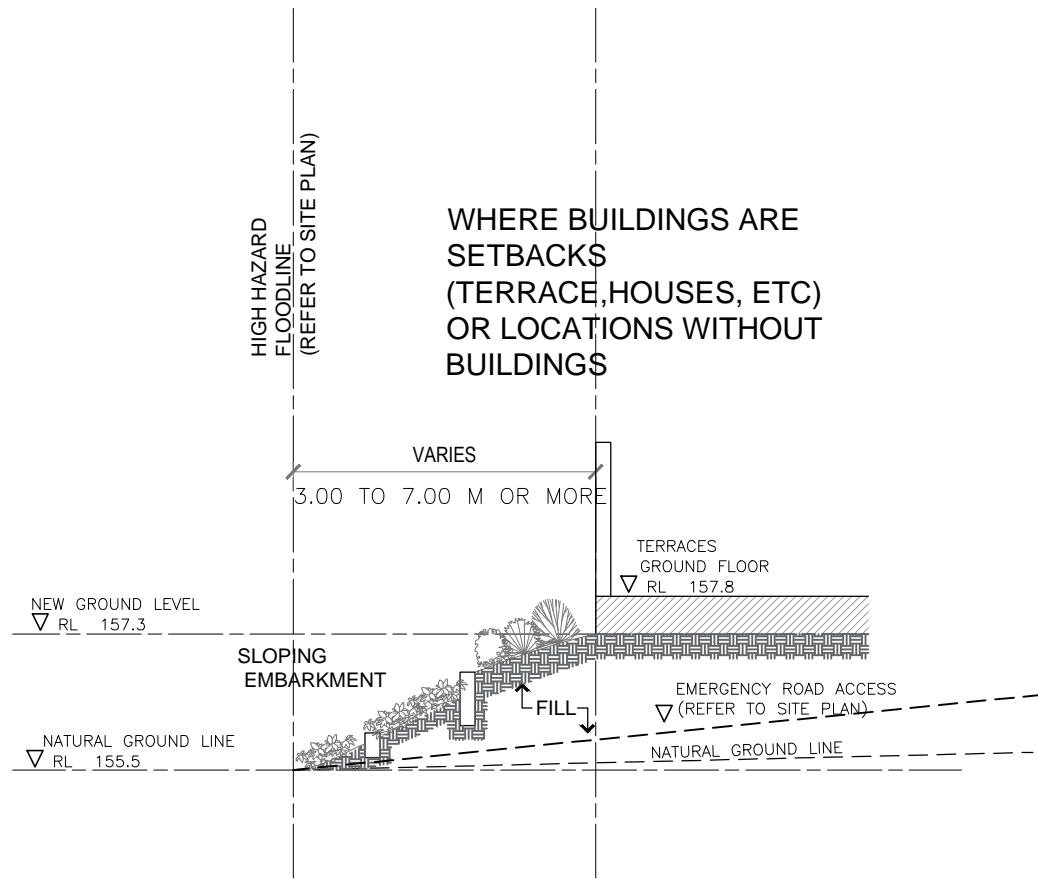 HIGH HAZARD
FLOODLINE
(REFER TO SITE PLAN)
WHERE BUILDINGS ARE
SETBACKS
(TERRACE,HOUSES, ETC)
OR LOCATIONS WITHOUT
BUILDINGS
VARIES
3.00 TO 7.00 M OR MORE
TERRACES
GROUND FLOOR
RL 157.8
NEW GROUND LEVEL
RL 157.3
SLOPING
EMBARKMENT
FILL
EMERGENCY ROAD ACCESS
(REFER TO SITE PLAN)
NATURAL GROUND LINE
RL 155.5
NATURAL GROUND LINE